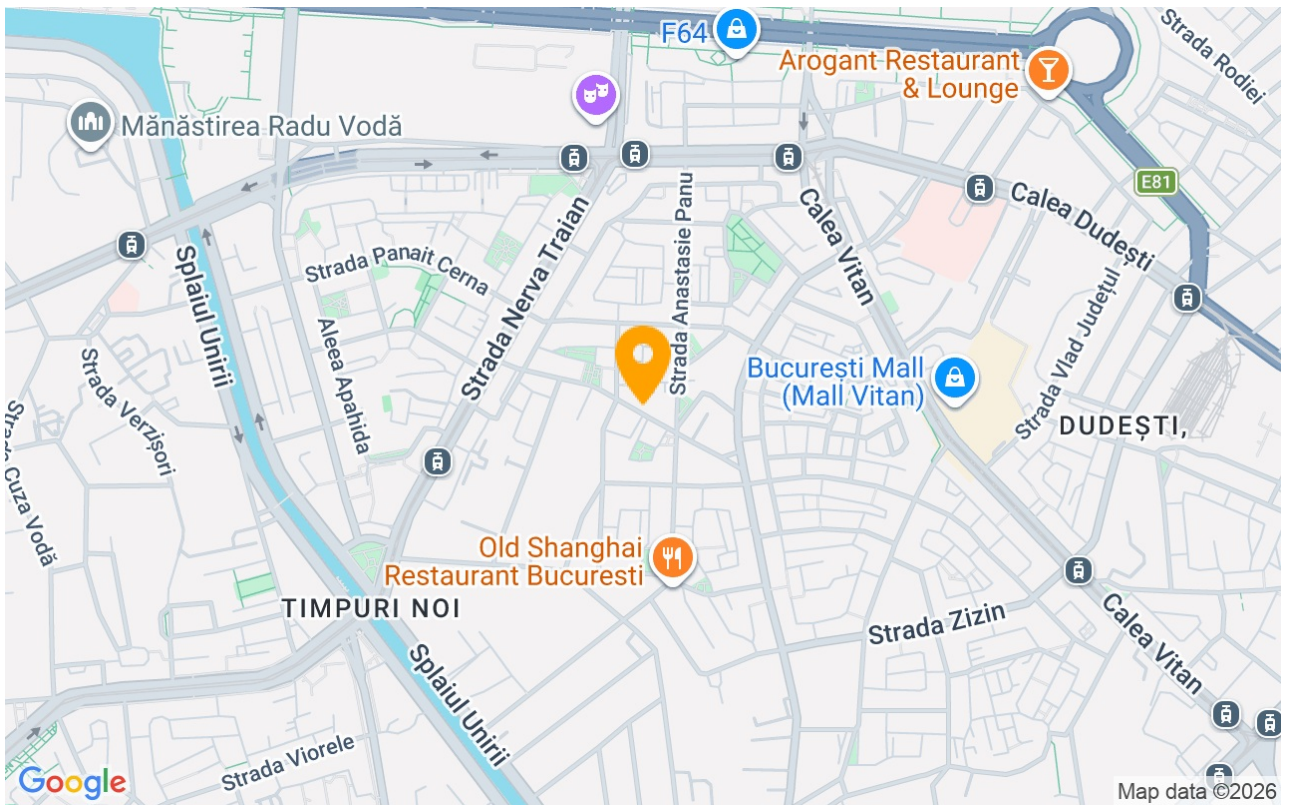 F64
Arogant Restaurant
& Lounge
Strada Rodiei
Mănăstirea Radu Vodă
E81
Calea Dudești
Strada Anastasie Panu
Calea Vitan
Strada Nerva Traian
Strada Panait Cerna
Splaiul Unirii
Aleea Apahida
Strada Verzișori
Strada Vlad Județul
București Mall
(Mall Vitan)
DUDEȘTI,
Cuza Vodă
Old Shanghai
Restaurant Bucuresti
TIMPURI NOI
Strada Zizin
Calea Vitan
Splaiul Unirii
Strada Viorele
Google
Map data ©2026